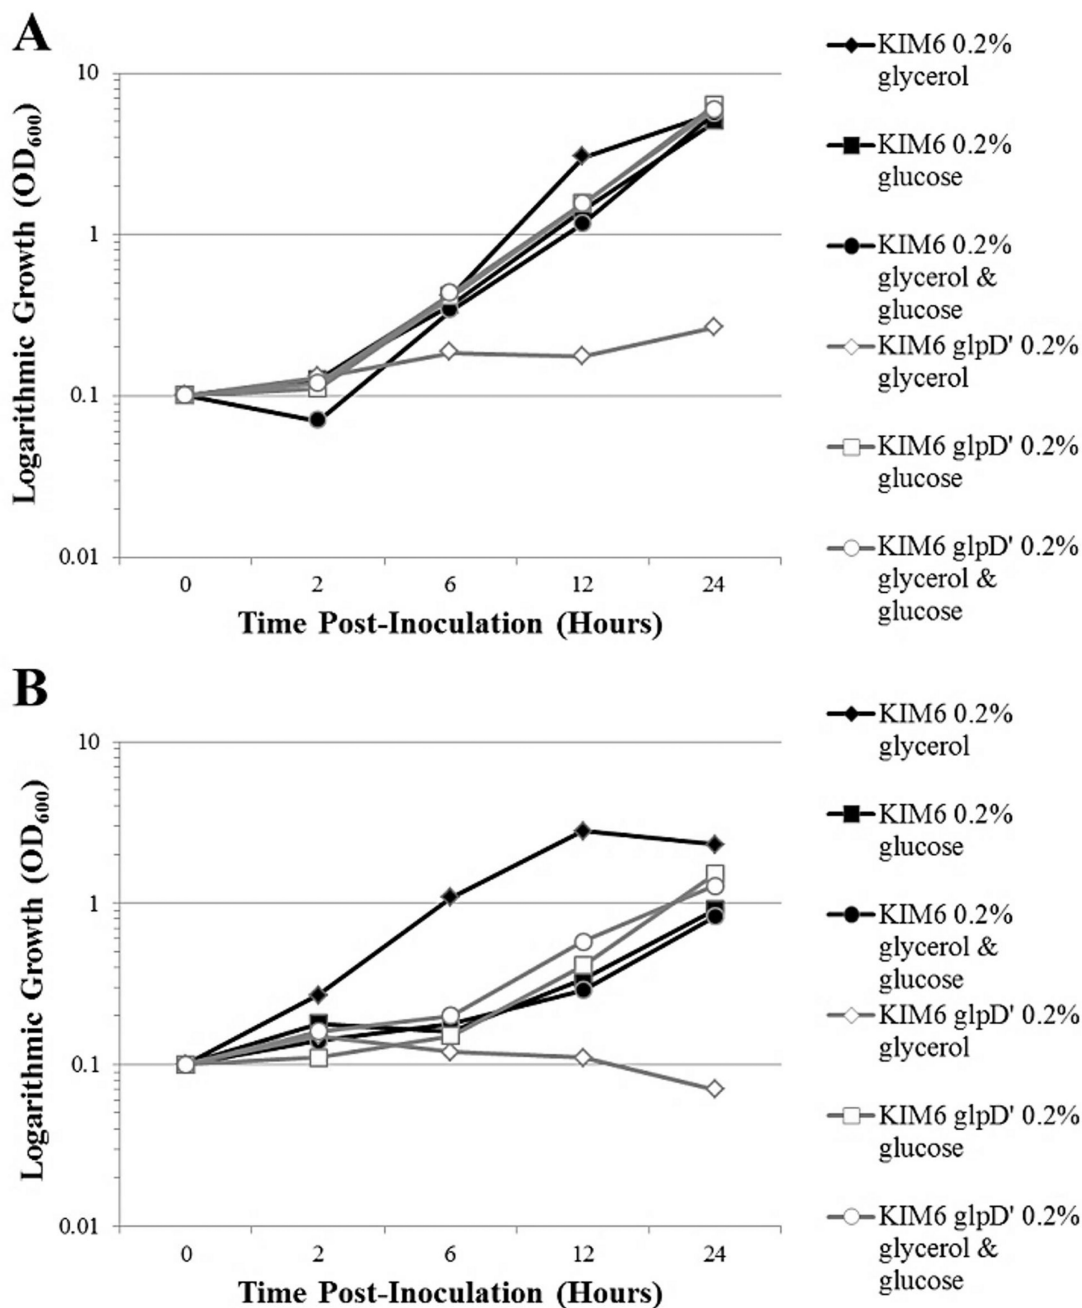 A
Logarithmic Growth (OD600)
10
1
0.1
0.01
0
2
6
12
24
Time Post-Inoculation (Hours)
KIM6 0.2%
glycerol
KIM6 0.2%
glucose
KIM6 0.2%
glycerol &
glucose
KIM6 glpD' 0.2%
glycerol
KIM6 glpD' 0.2%
glucose
KIM6 glpD' 0.2%
glycerol &
glucose
B
Logarithmic Growth (OD600)
10
1
0.1
0.01
0
2
6
12
24
Time Post-Inoculation (Hours)
KIM6 0.2%
glycerol
KIM6 0.2%
glucose
KIM6 0.2%
glycerol &
glucose
KIM6 glpD' 0.2%
glycerol
KIM6 glpD' 0.2%
glucose
KIM6 glpD' 0.2%
glycerol &
glucose